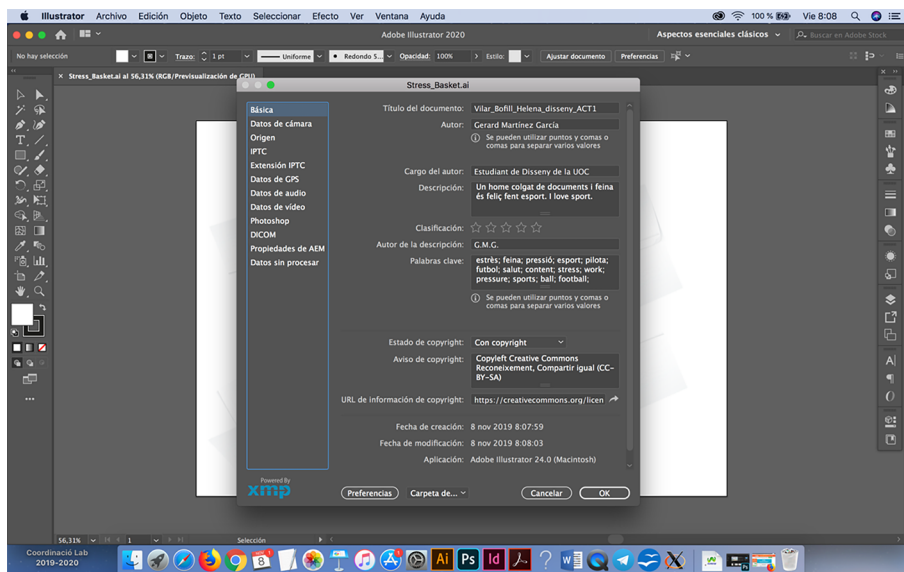 Illustrator Archivo Edición Objeto Texto Seleccionar Efecto Ver Ventana Ayuda 100 % Vie 8:08
Adobe Illustrator 2020 Aspectos esenciales clásicos Buscar en Adobe Stock
No hay selección Trazo: 1 pt Uniforme Redondo 5... Opacidad: 100% Estilo: Ajustar documento Preferencias
× Stress_Basket.ai al 56,31% (RGB/Previsualización de GPU)
Stress_Basket.ai
Básica
Datos de cámara
Origen
IPTC
Extensión IPTC
Datos de GPS
Datos de audio
Datos de vídeo
Photoshop
DICOM
Propiedades de AEM
Datos sin procesar
Título del documento: Vilar_Bofill_Helena_disseny_ACT1
Autor: Gerard Martínez García
Se pueden utilizar puntos y comas o
comas para separar varios valores
Cargo del autor: Estudiant de Disseny de la UOC
Descripción: Un home colgat de documents i feina
és feliç fent esport. I love sport.
Clasificación:
Autor de la descripción: G.M.G.
Palabras clave: estrès; feina; pressió; esport; pilota;
futbol; salut; content; stress; work;
pressure; sports; ball; football;
Se pueden utilizar puntos y comas o
comas para separar varios valores
Estado de copyright: Con copyright
Aviso de copyright: Copyleft Creative Commons
Reconeixement, Compartir igual (CC-
BY-SA)
URL de información de copyright: https://creativecommons.org/licen
Fecha de creación: 8 nov 2019 8:07:59
Fecha de modificación: 8 nov 2019 8:08:03
Aplicación: Adobe Illustrator 24.0 (Macintosh)
Powered By
xmp
Preferencias Carpeta de... Cancelar OK
56,31% 1 Selección
Coordinació Lab
2019-2020
8
Ai Ps Id